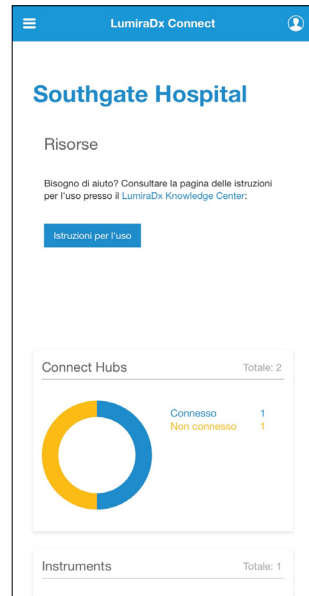 LumiraDx Connect
Southgate Hospital
Risorse
Bisogno di aiuto? Consultare la pagina delle istruzioni
per l'uso presso il LumiraDx Knowledge Center:
Istruzioni per l'uso
Connect Hubs Totale: 2
Connesso 1
Non connesso 1
Instruments Totale: 1